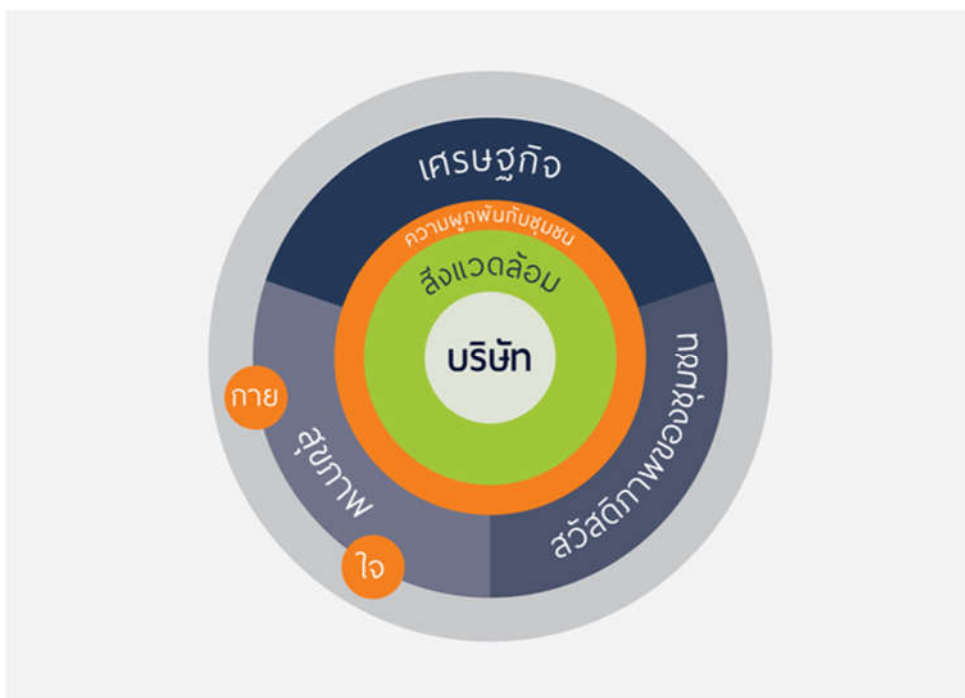 เศรษฐกิจ
ความผูกพันกับชุมชน
สิ่งแวดล้อม
บริษัท
สวัสดิภาพของชุมชน
กาย
สุขภาพ
ใจ